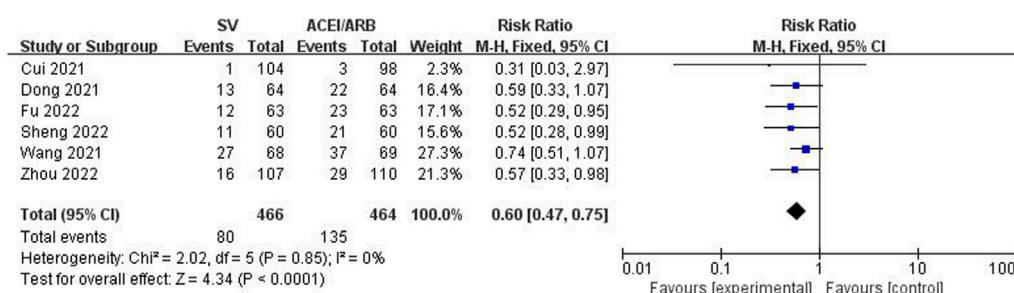 SV ACEI/ARB Risk Ratio Risk Ratio
Study or Subgroup Events Total Events Total Weight M-H, Fixed, 95% CI M-H, Fixed, 95% CI
Cui 2021 1 104 3 98 2.3% 0.31 [0.03, 2.97]
Dong 2021 13 64 22 64 16.4% 0.59 [0.33, 1.07]
Fu 2022 12 63 23 63 17.1% 0.52 [0.29, 0.95]
Sheng 2022 11 60 21 60 15.6% 0.52 [0.28, 0.99]
Wang 2021 27 68 37 69 27.3% 0.74 [0.51, 1.07]
Zhou 2022 16 107 29 110 21.3% 0.57 [0.33, 0.98]
Total (95% CI) 466 464 100.0% 0.60 [0.47, 0.75]
Total events 80 135
Heterogeneity: Chi² = 2.02, df = 5 (P = 0.85); I² = 0%
Test for overall effect: Z = 4.34 (P < 0.0001)
0.01 0.1 1 10 100
Favours [experimental] Favours [control]